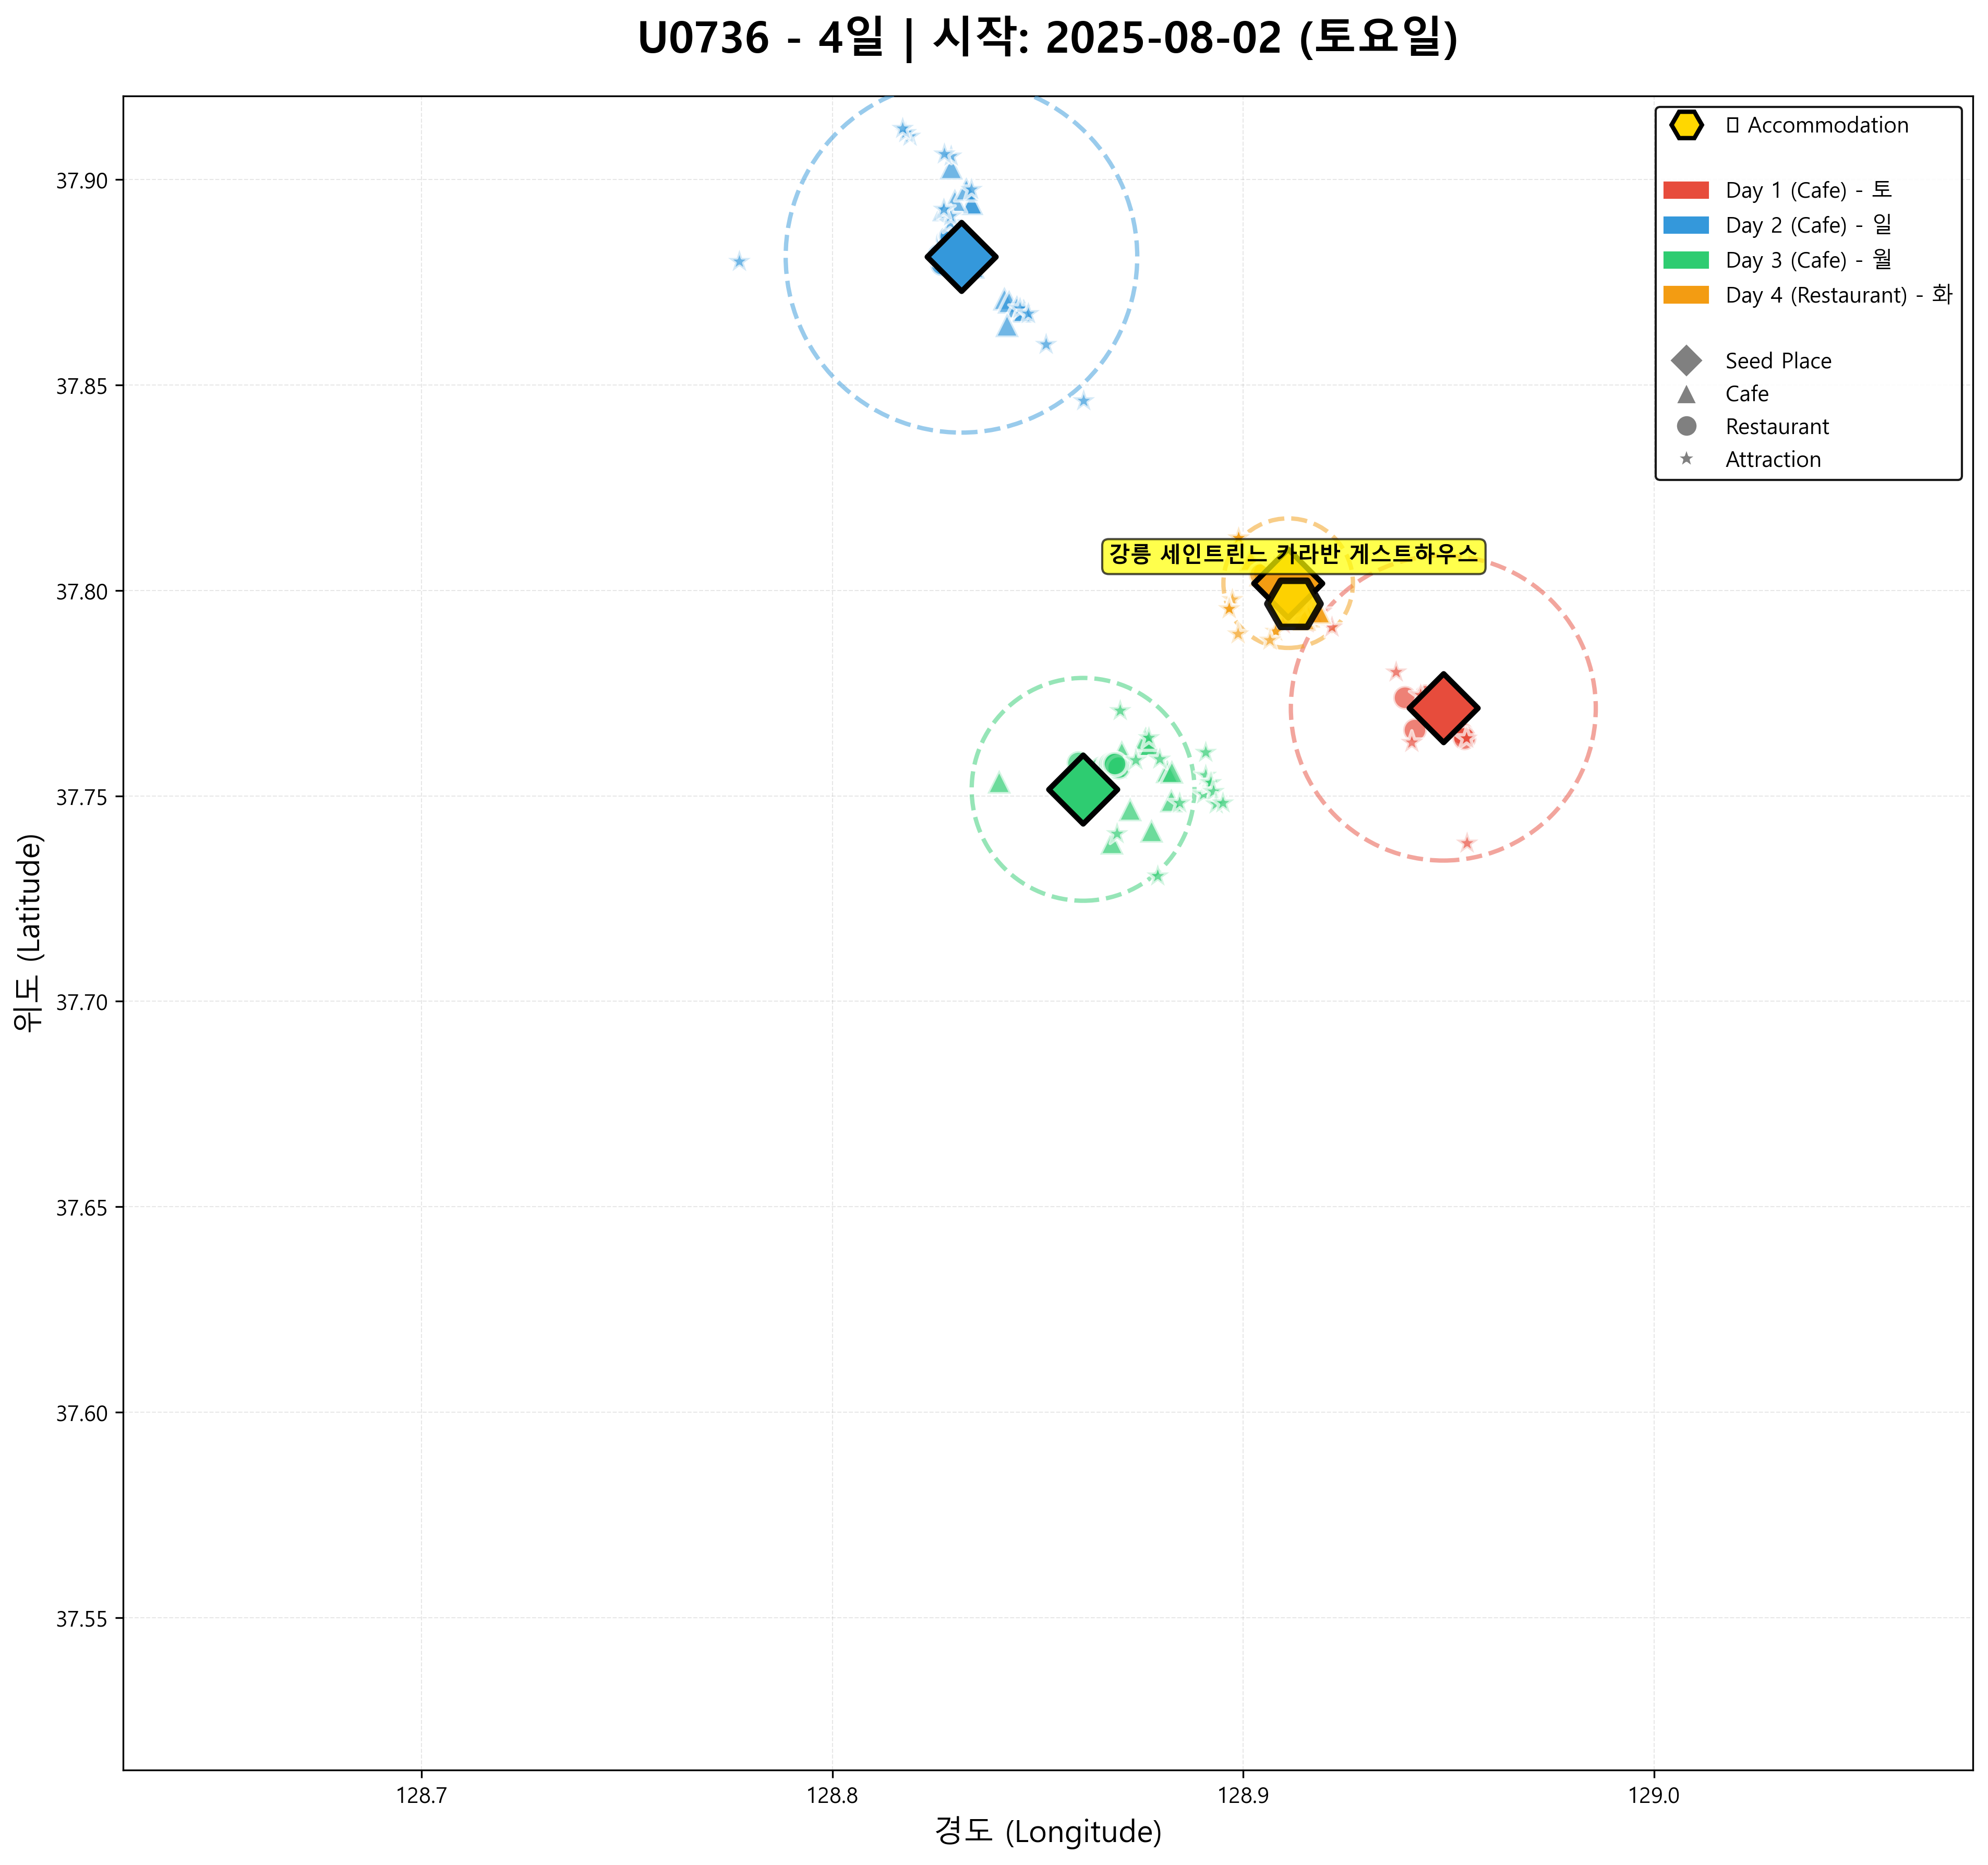 U0736 - 4일 | 시작: 2025-08-02 (토요일)
Accommodation
Day 1 (Cafe) - 토
Day 2 (Cafe) - 일
Day 3 (Cafe) - 월
Day 4 (Restaurant) - 화
Seed Place
Cafe
Restaurant
Attraction
강릉 세인트린느 카라반 게스트하우스
위도 (Latitude)
37.90
37.85
37.80
37.75
37.70
37.65
37.60
37.55
128.7
128.8
128.9
129.0
경도 (Longitude)